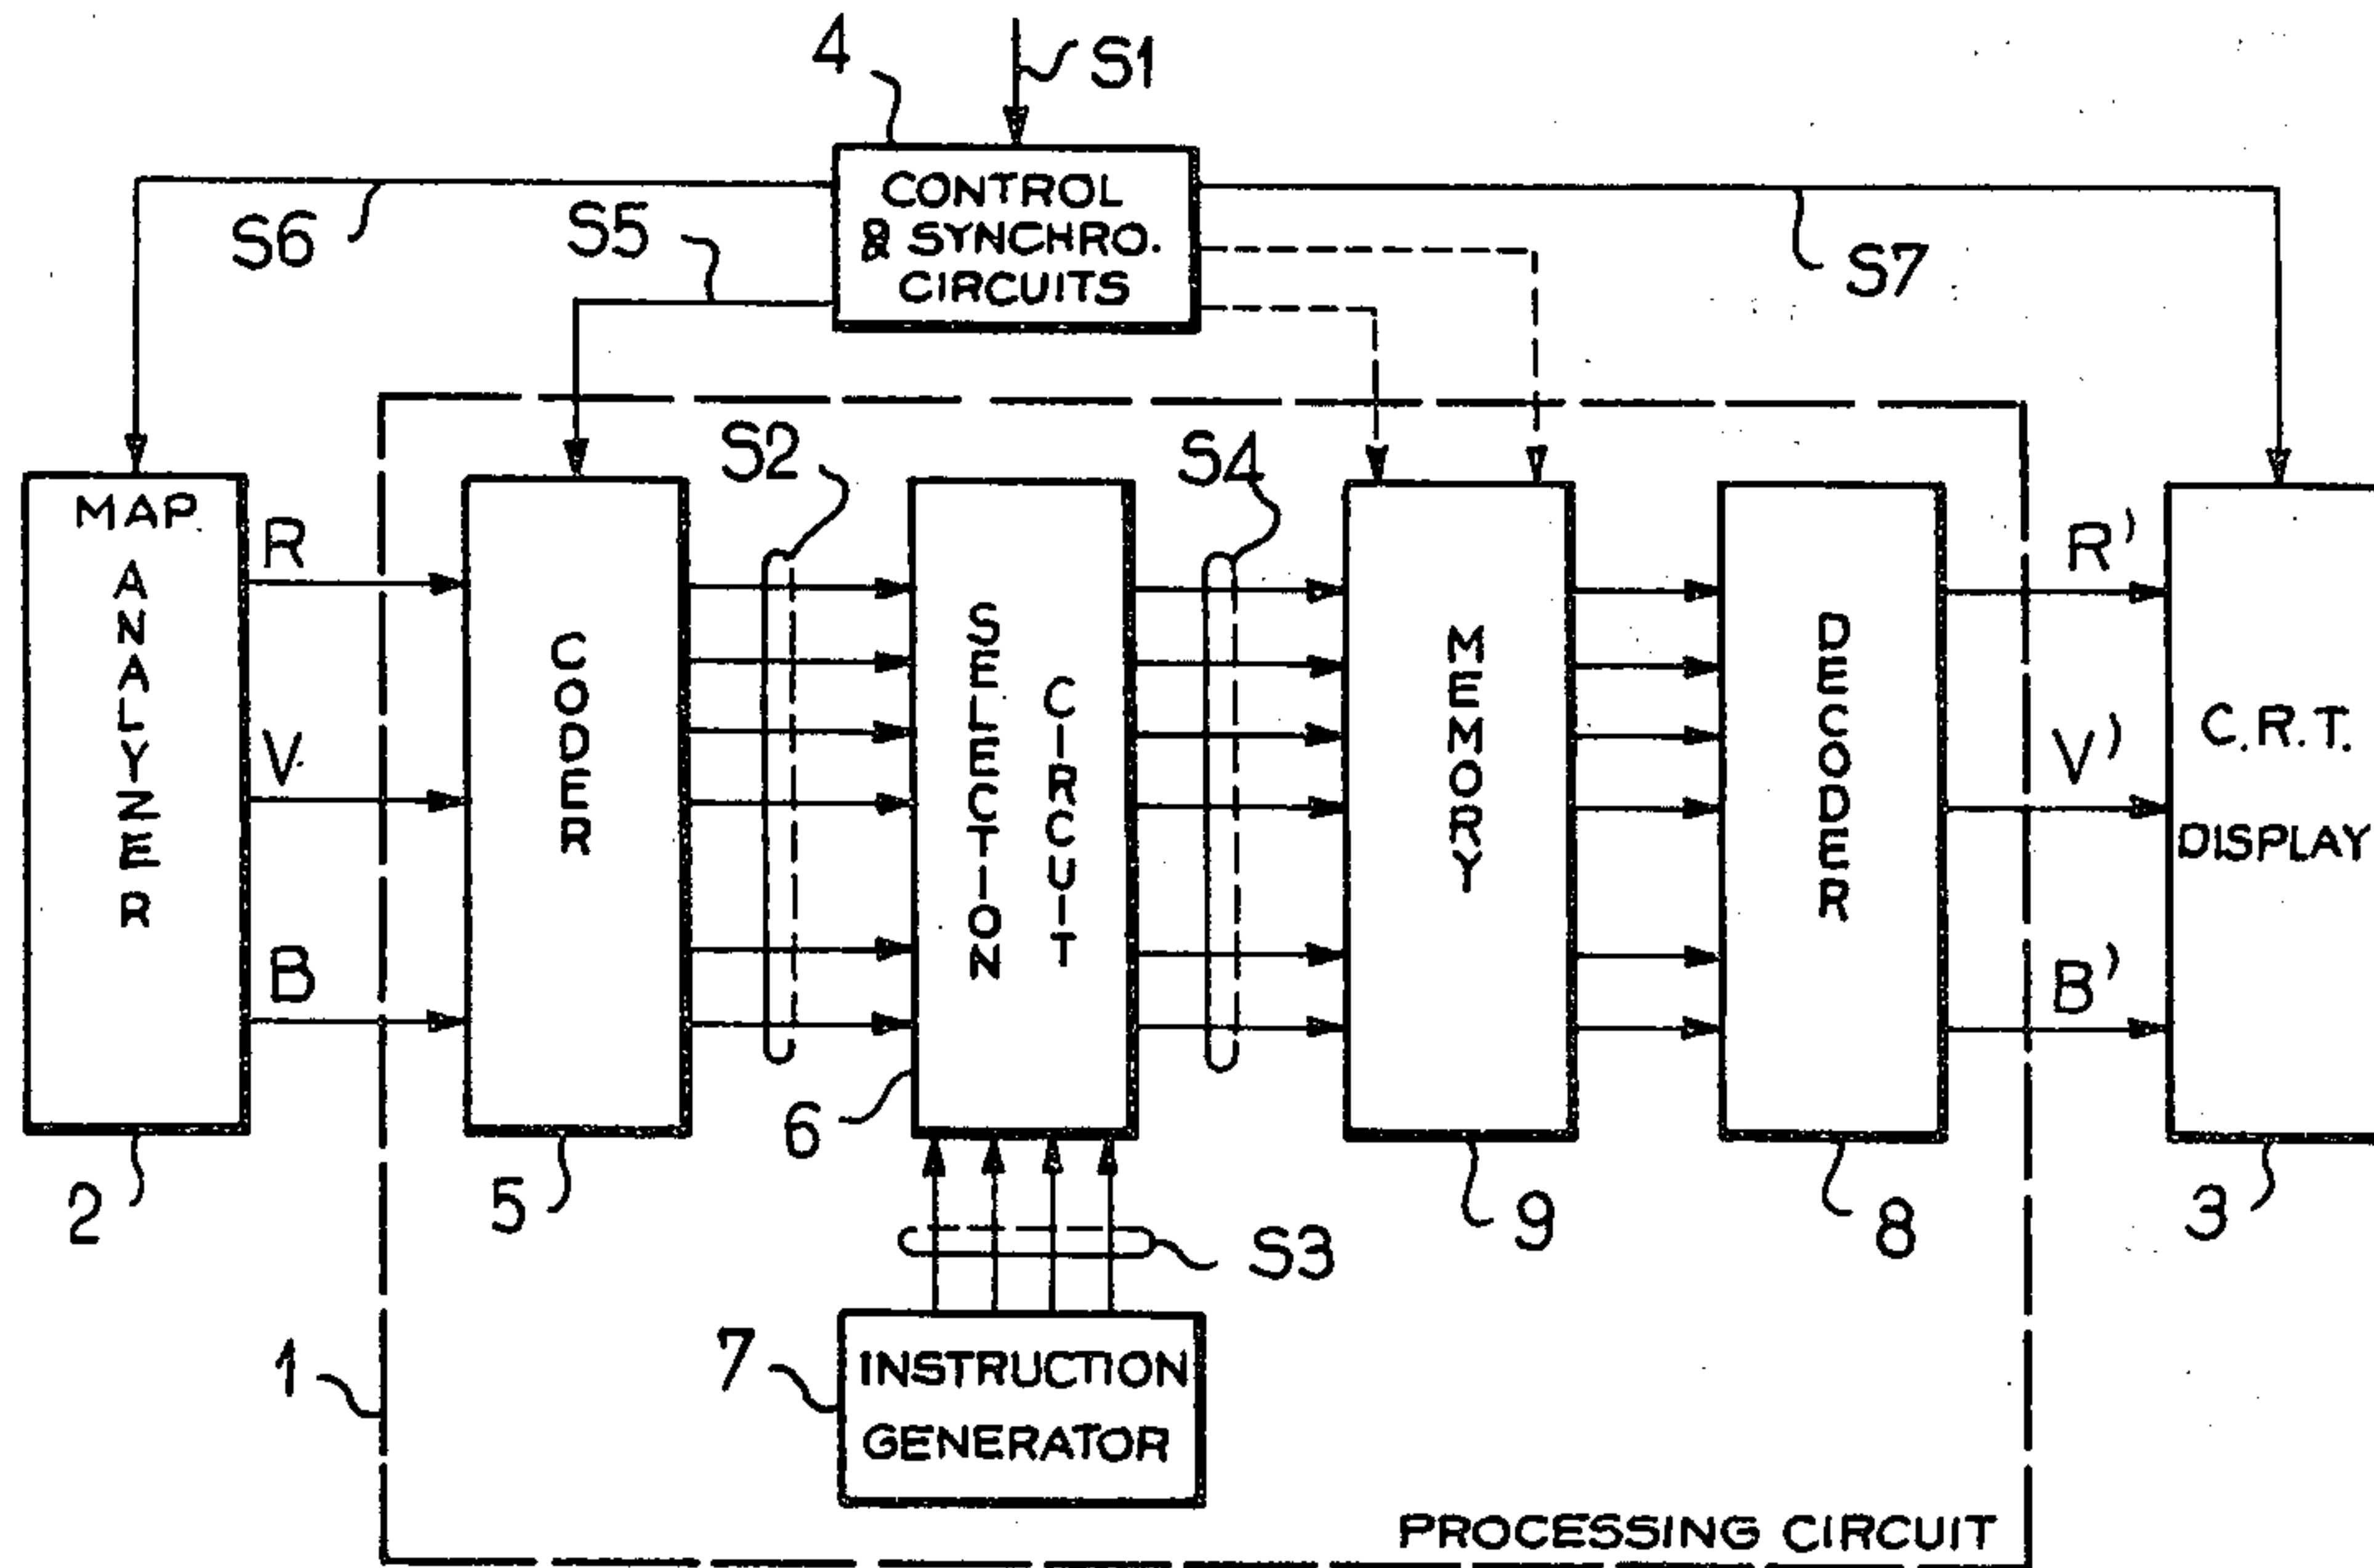 4
S1
CONTROL
& SYNCHRO.
CIRCUITS
S6
S5
S7
S2
S4
MAP
ANALYZER
R
V
B
CODER
SELECTION
CIRCUIT
MEMORY
DECODER
R'
V'
B'
C.R.T.
DISPLAY
2
5
6
9
8
3
S3
1
7
INSTRUCTION
GENERATOR
PROCESSING CIRCUIT